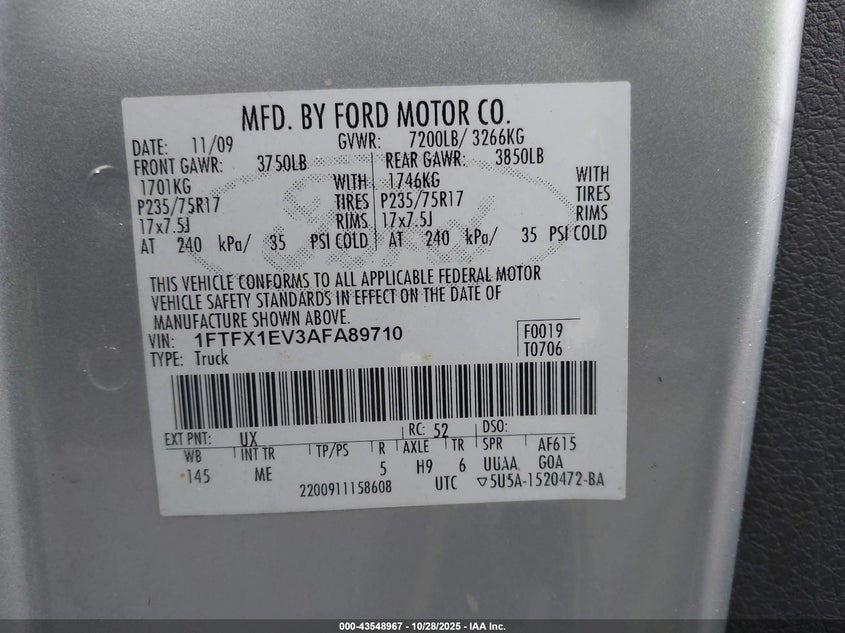 MFD. BY FORD MOTOR CO.
DATE: 11/09 GVWR: 7200LB/ 3266KG
FRONT GAWR: 3750LB REAR GAWR: 3850LB
1701KG WITH 1746KG WITH
P235/75R17 TIRES P235/75R17 TIRES
17x7.5J RIMS 17x7.5J RIMS
AT 240 kPa/ 35 PSI COLD AT 240 kPa/ 35 PSI COLD
Ford
THIS VEHICLE CONFORMS TO ALL APPLICABLE FEDERAL MOTOR
VEHICLE SAFETY STANDARDS IN EFFECT ON THE DATE OF
MANUFACTURE SHOWN ABOVE.
VIN: 1FTFX1EV3AFA89710 F0019
TYPE: Truck T0706
EXT PNT: UX RC: 52 DSO:
WB INT TR TP/PS R AXLE TR SPR AF615
145 ME 5 H9 6 UUAA GOA
2200911158608 UTC ▽5U5A-1520472-BA
000-43548967 - 10/28/2025 - IAA Inc.